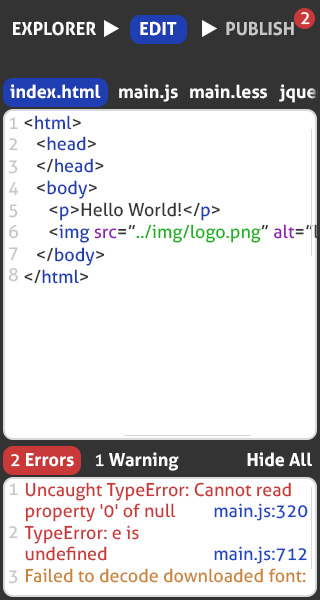 EXPLORER ▶ EDIT ▶ PUBLISH 2
index.html main.js main.less jque
1 <html>
2 <head>
3 </head>
4 <body>
5 <p>Hello World!</p>
6 <img src=”../img/logo.png” alt=“l
7 </body>
8 </html>
2 Errors 1 Warning Hide All
1 Uncaught TypeError: Cannot read
property '0' of null main.js:320
2 TypeError: e is
undefined main.js:712
3 Failed to decode downloaded font: